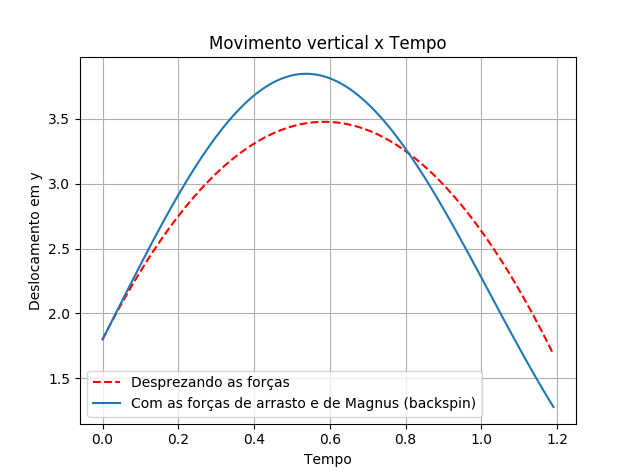 Movimento vertical x Tempo
Deslocamento em y
3.5
3.0
2.5
2.0
1.5
Desprezando as forças
Com as forças de arrasto e de Magnus (backspin)
0.0 0.2 0.4 0.6 0.8 1.0 1.2
Tempo